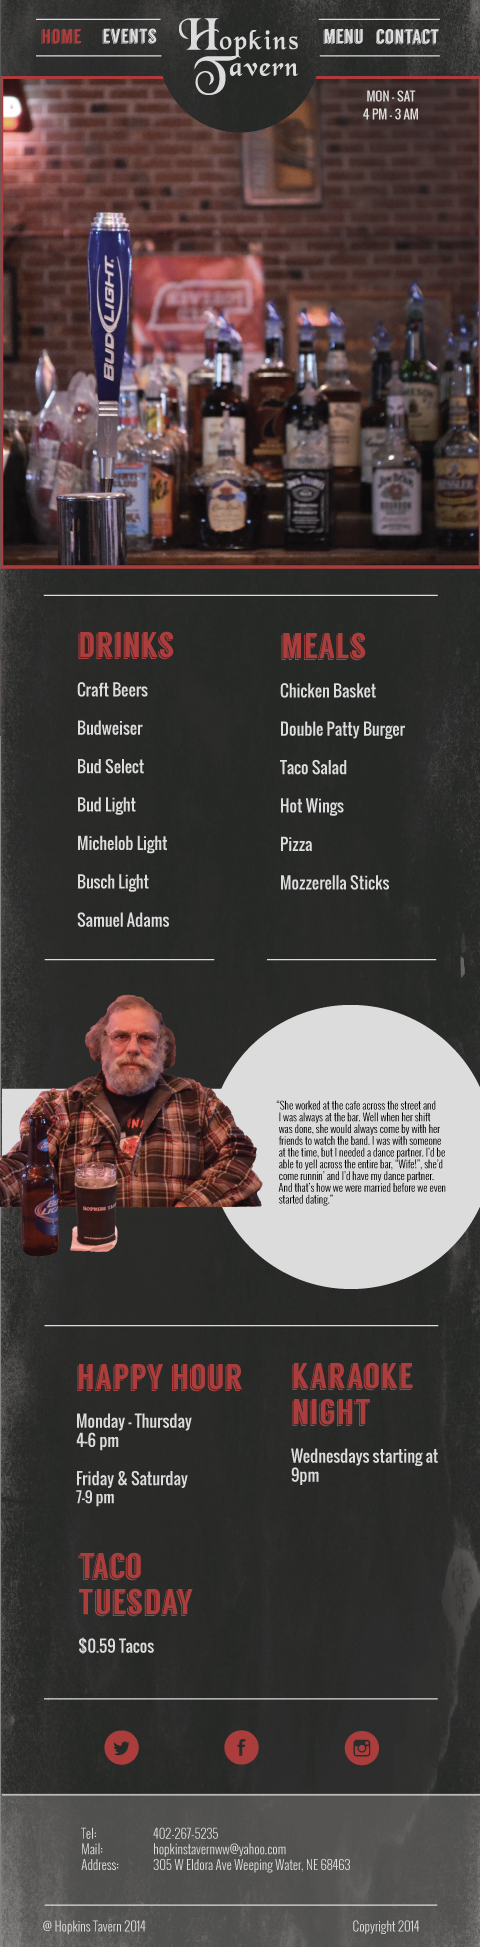 HOME EVENTS Hopkins Tavern MENU CONTACT
MON - SAT
4 PM - 3 AM
BUD LIGHT
DRINKS
Craft Beers
Budweiser
Bud Select
Bud Light
Michelob Light
Busch Light
Samuel Adams
MEALS
Chicken Basket
Double Patty Burger
Taco Salad
Hot Wings
Pizza
Mozzerella Sticks
“She worked at the cafe across the street and
I was always at the bar. Well when her shift
was done, she would always come by with her
friends to watch the band. I was with someone
at the time, but I needed a dance partner. I'd be
able to yell across the entire bar, “Wife!”, she'd
come runnin' and I'd have my dance partner.
And that's how we were married before we even
started dating.”
HAPPY HOUR
Monday - Thursday
4-6 pm
Friday & Saturday
7-9 pm
KARAOKE
NIGHT
Wednesdays starting at
9pm
TACO
TUESDAY
$0.59 Tacos
Tel: 402-267-5235
Mail: hopkinstavernww@yahoo.com
Address: 305 W Eldora Ave Weeping Water, NE 68463
@ Hopkins Tavern 2014 Copyright 2014